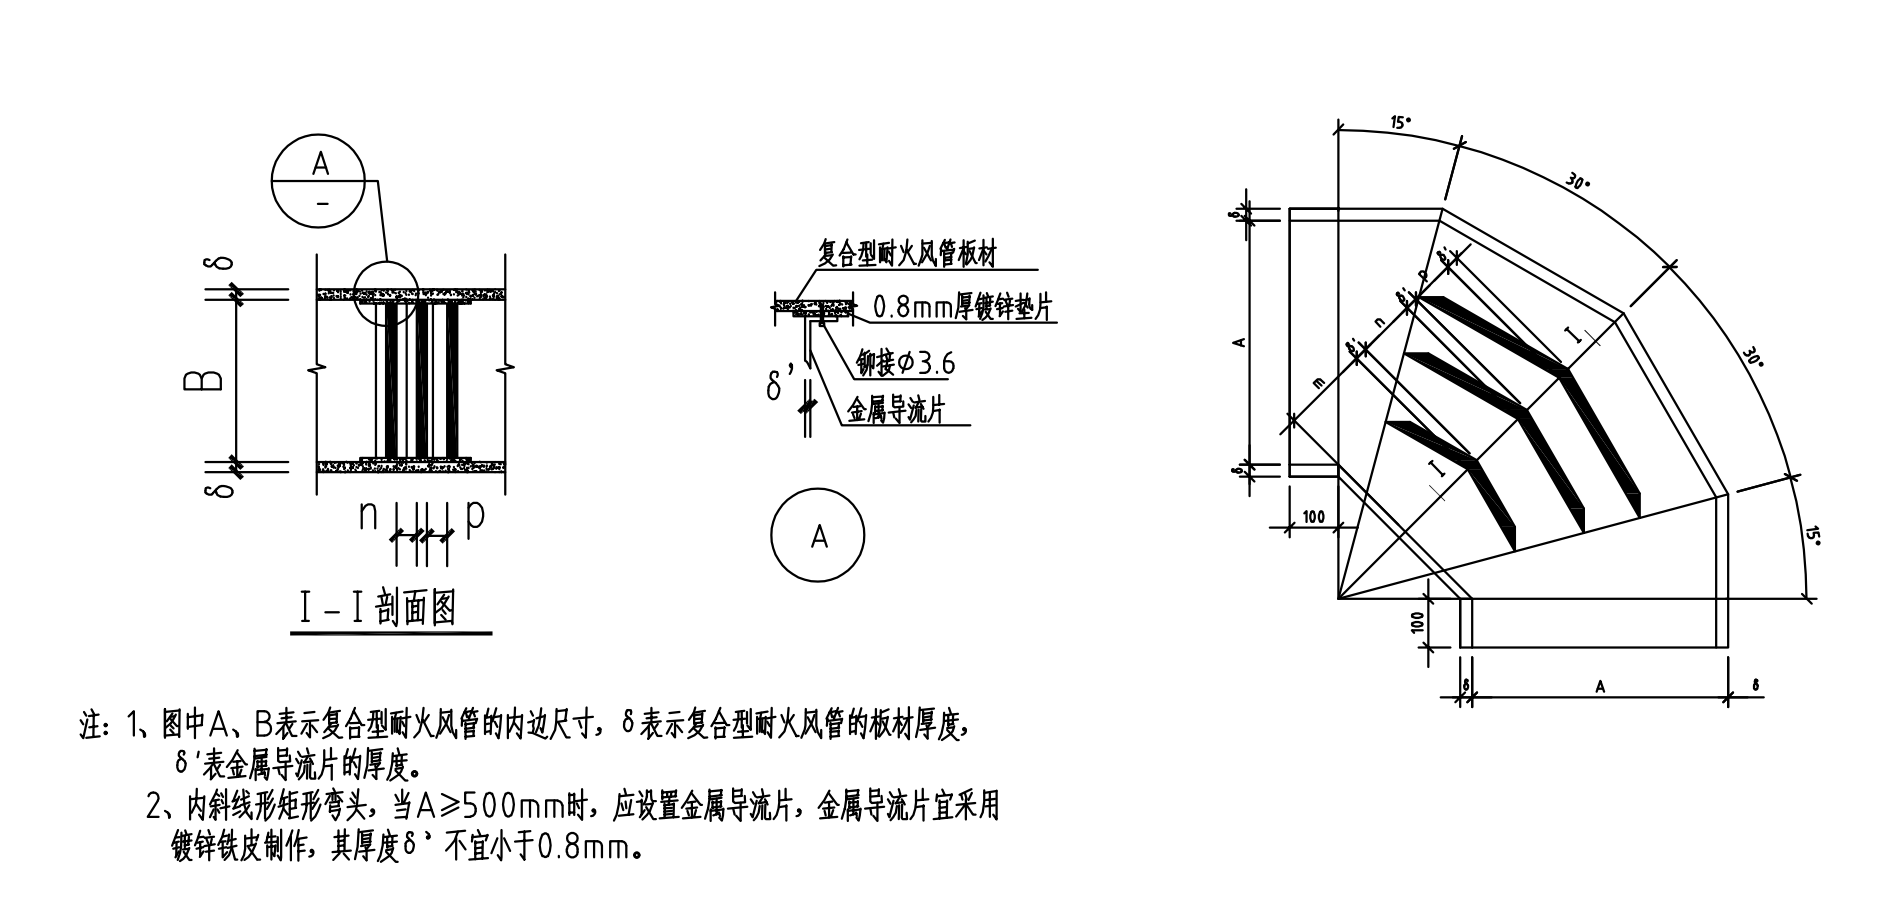 A
-
δ
B
δ
n p
I-I 剖面图
复合型耐火风管板材
0.8mm厚镀锌垫片
铆接Φ3.6
金属导流片
δ'
A
15°
30°
30°
15°
δ
A
δ
100
m
δ'
n
δ'
p
δ'
I
I
100
δ A δ
注：1、图中A、B表示复合型耐火风管的内边尺寸，δ表示复合型耐火风管的板材厚度，
δ'表金属导流片的厚度。
2、内斜线形矩形弯头，当A≥500mm时，应设置金属导流片，金属导流片宜采用
镀锌铁皮制作，其厚度δ'不宜小于0.8mm。